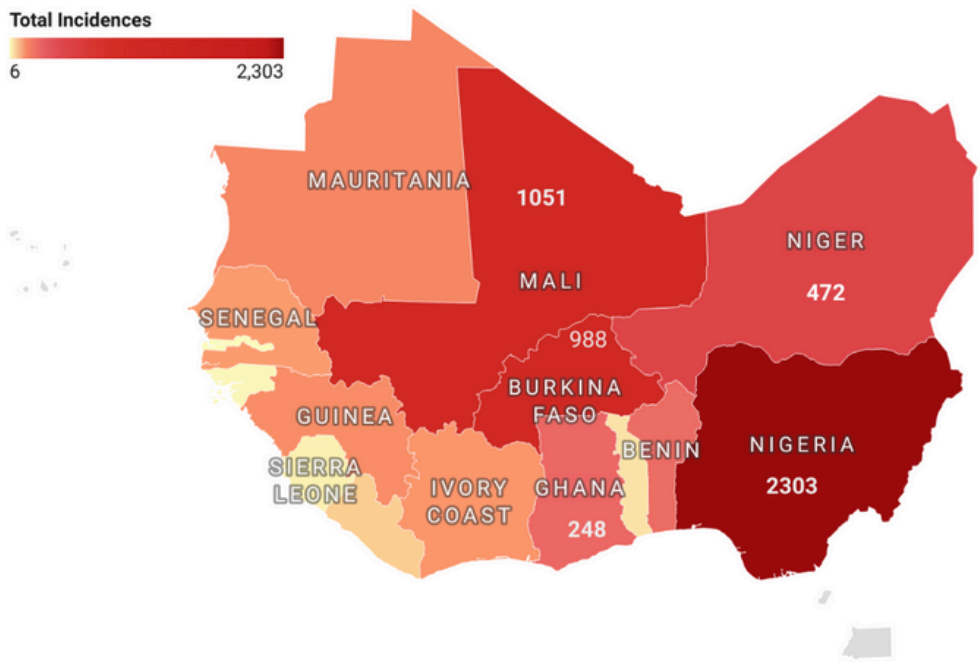 Total Incidences
6 2,303
MAURITANIA
1051
NIGER
MALI
472
SENEGAL
988
BURKINA
FASO
GUINEA
BENIN
NIGERIA
SIERRA
LEONE
IVORY
COAST
GHANA
2303
248